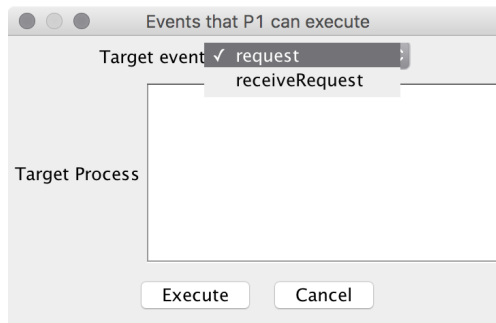 Events that P1 can execute
Target event ✓ request
receiveRequest
Target Process
Execute Cancel